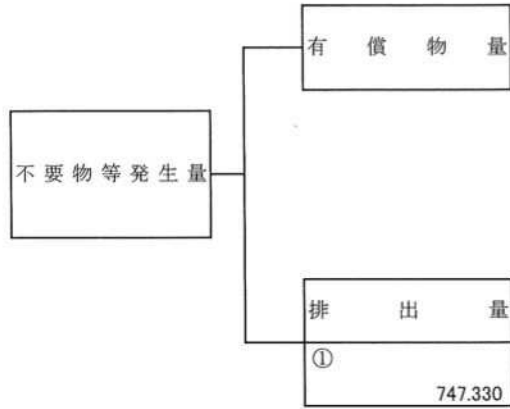 有償物量
不要物等発生量
排出量
①
747.330